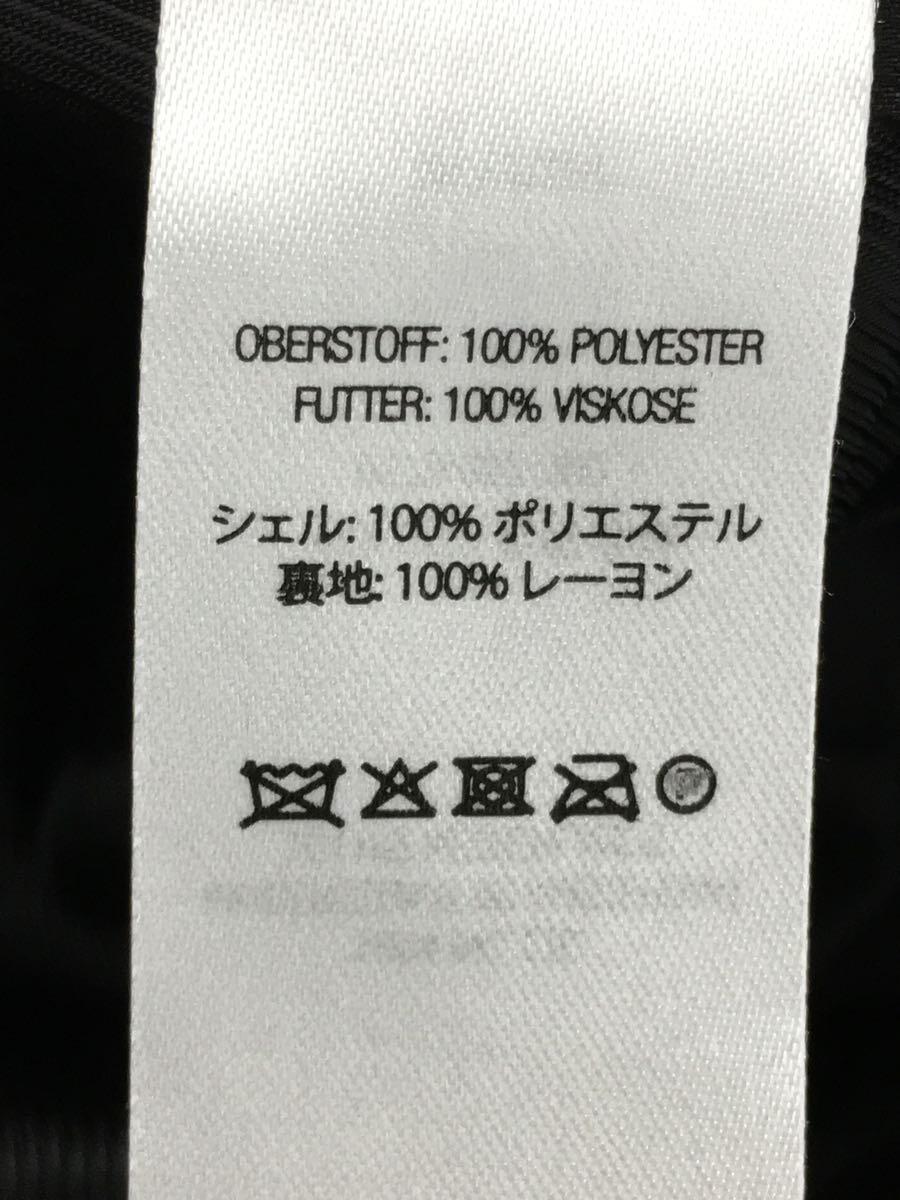 OBERSTOFF: 100% POLYESTER
FUTTER: 100% VISKOSE
シェル: 100% ポリエステル
裏地: 100% レーヨン